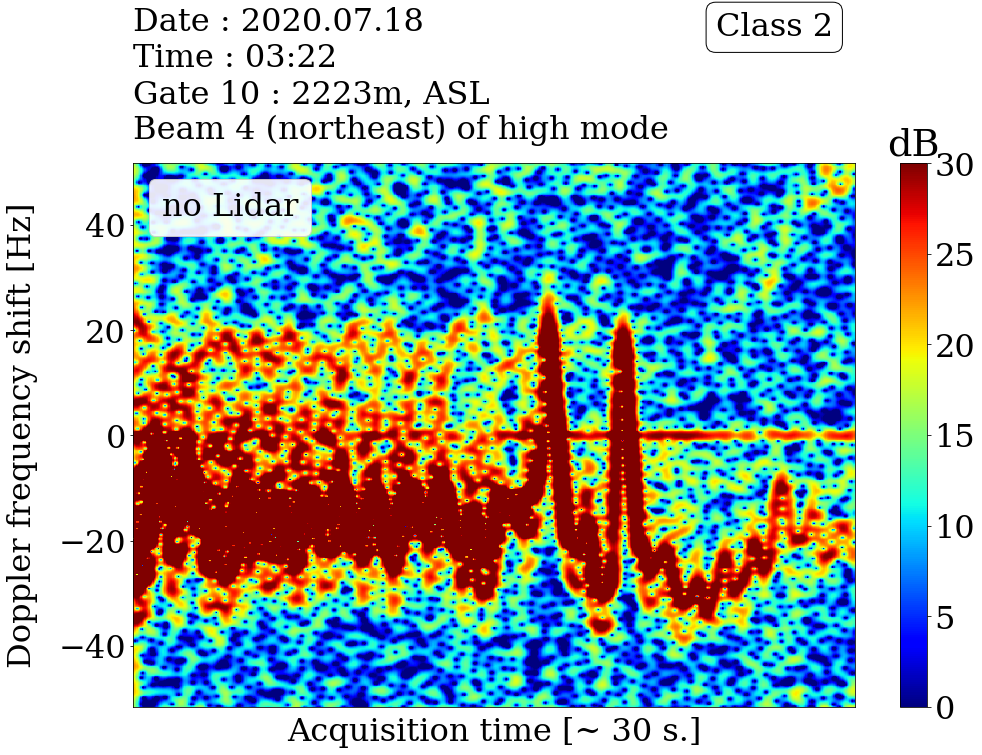 Date : 2020.07.18
Time : 03:22
Gate 10 : 2223m, ASL
Beam 4 (northeast) of high mode
Class 2
dB
no Lidar
Doppler frequency shift [Hz]
40
20
0
−20
−40
Acquisition time [~ 30 s.]
30
25
20
15
10
5
0